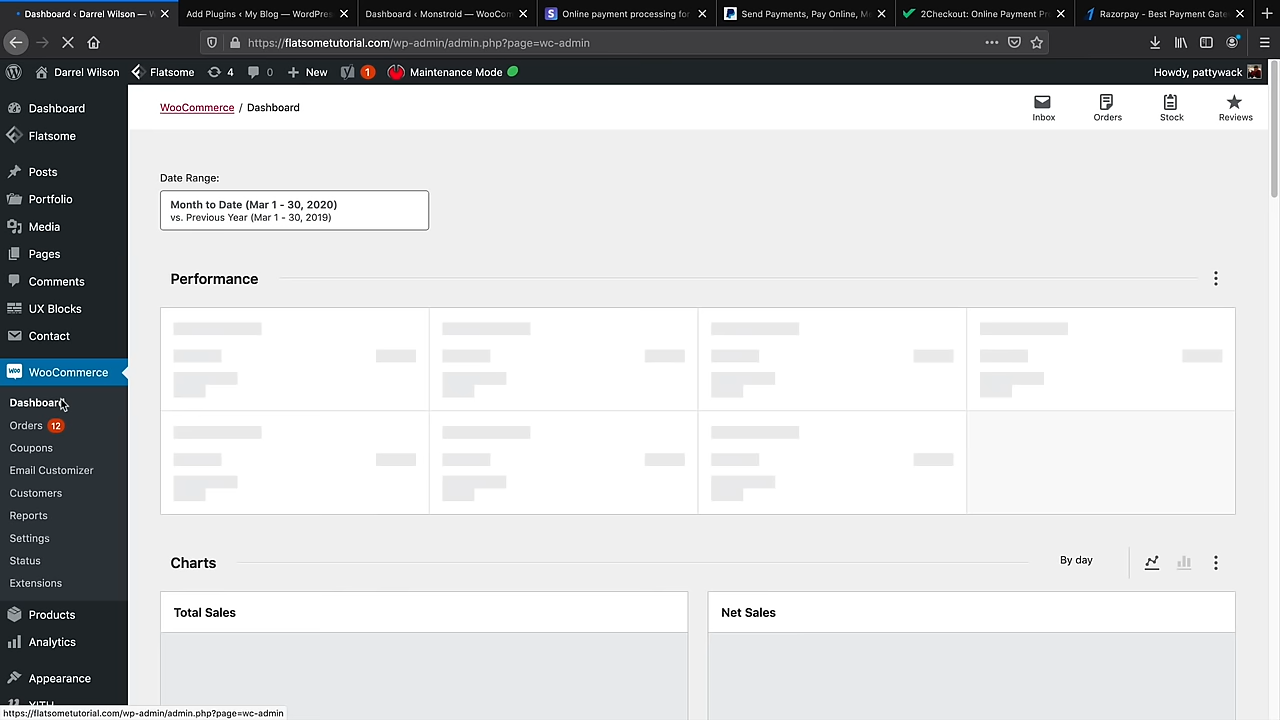 Dashboard ‹ Darrel Wilson — W
Add Plugins ‹ My Blog — WordPres
Dashboard ‹ Monstroid — WooCom
Online payment processing for
Send Payments, Pay Online, Me
2Checkout: Online Payment Pr
Razorpay - Best Payment Gate
https://flatsometutorial.com/wp-admin/admin.php?page=wc-admin
Darrel Wilson
Flatsome
4
0
New
1
Maintenance Mode
Howdy, pattywack
Dashboard
Flatsome
Posts
Portfolio
Media
Pages
Comments
UX Blocks
Contact
WooCommerce
Dashboard
Orders 12
Coupons
Email Customizer
Customers
Reports
Settings
Status
Extensions
Products
Analytics
Appearance
YITH
https://flatsometutorial.com/wp-admin/admin.php?page=wc-admin
WooCommerce / Dashboard
Inbox
Orders
Stock
Reviews
Date Range:
Month to Date (Mar 1 - 30, 2020)
vs. Previous Year (Mar 1 - 30, 2019)
Performance
Charts
By day
Total Sales
Net Sales